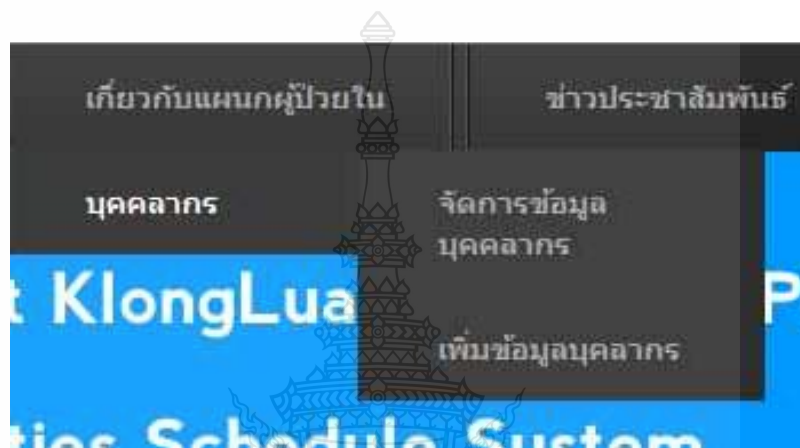 เกี่ยวกับแผนกผู้ป่วยใน
ข่าวประชาสัมพันธ์
บุคคลากร
จัดการข้อมูล
บุคคลากร
เพิ่มข้อมูลบุคลากร
KlongLua
Schedule System